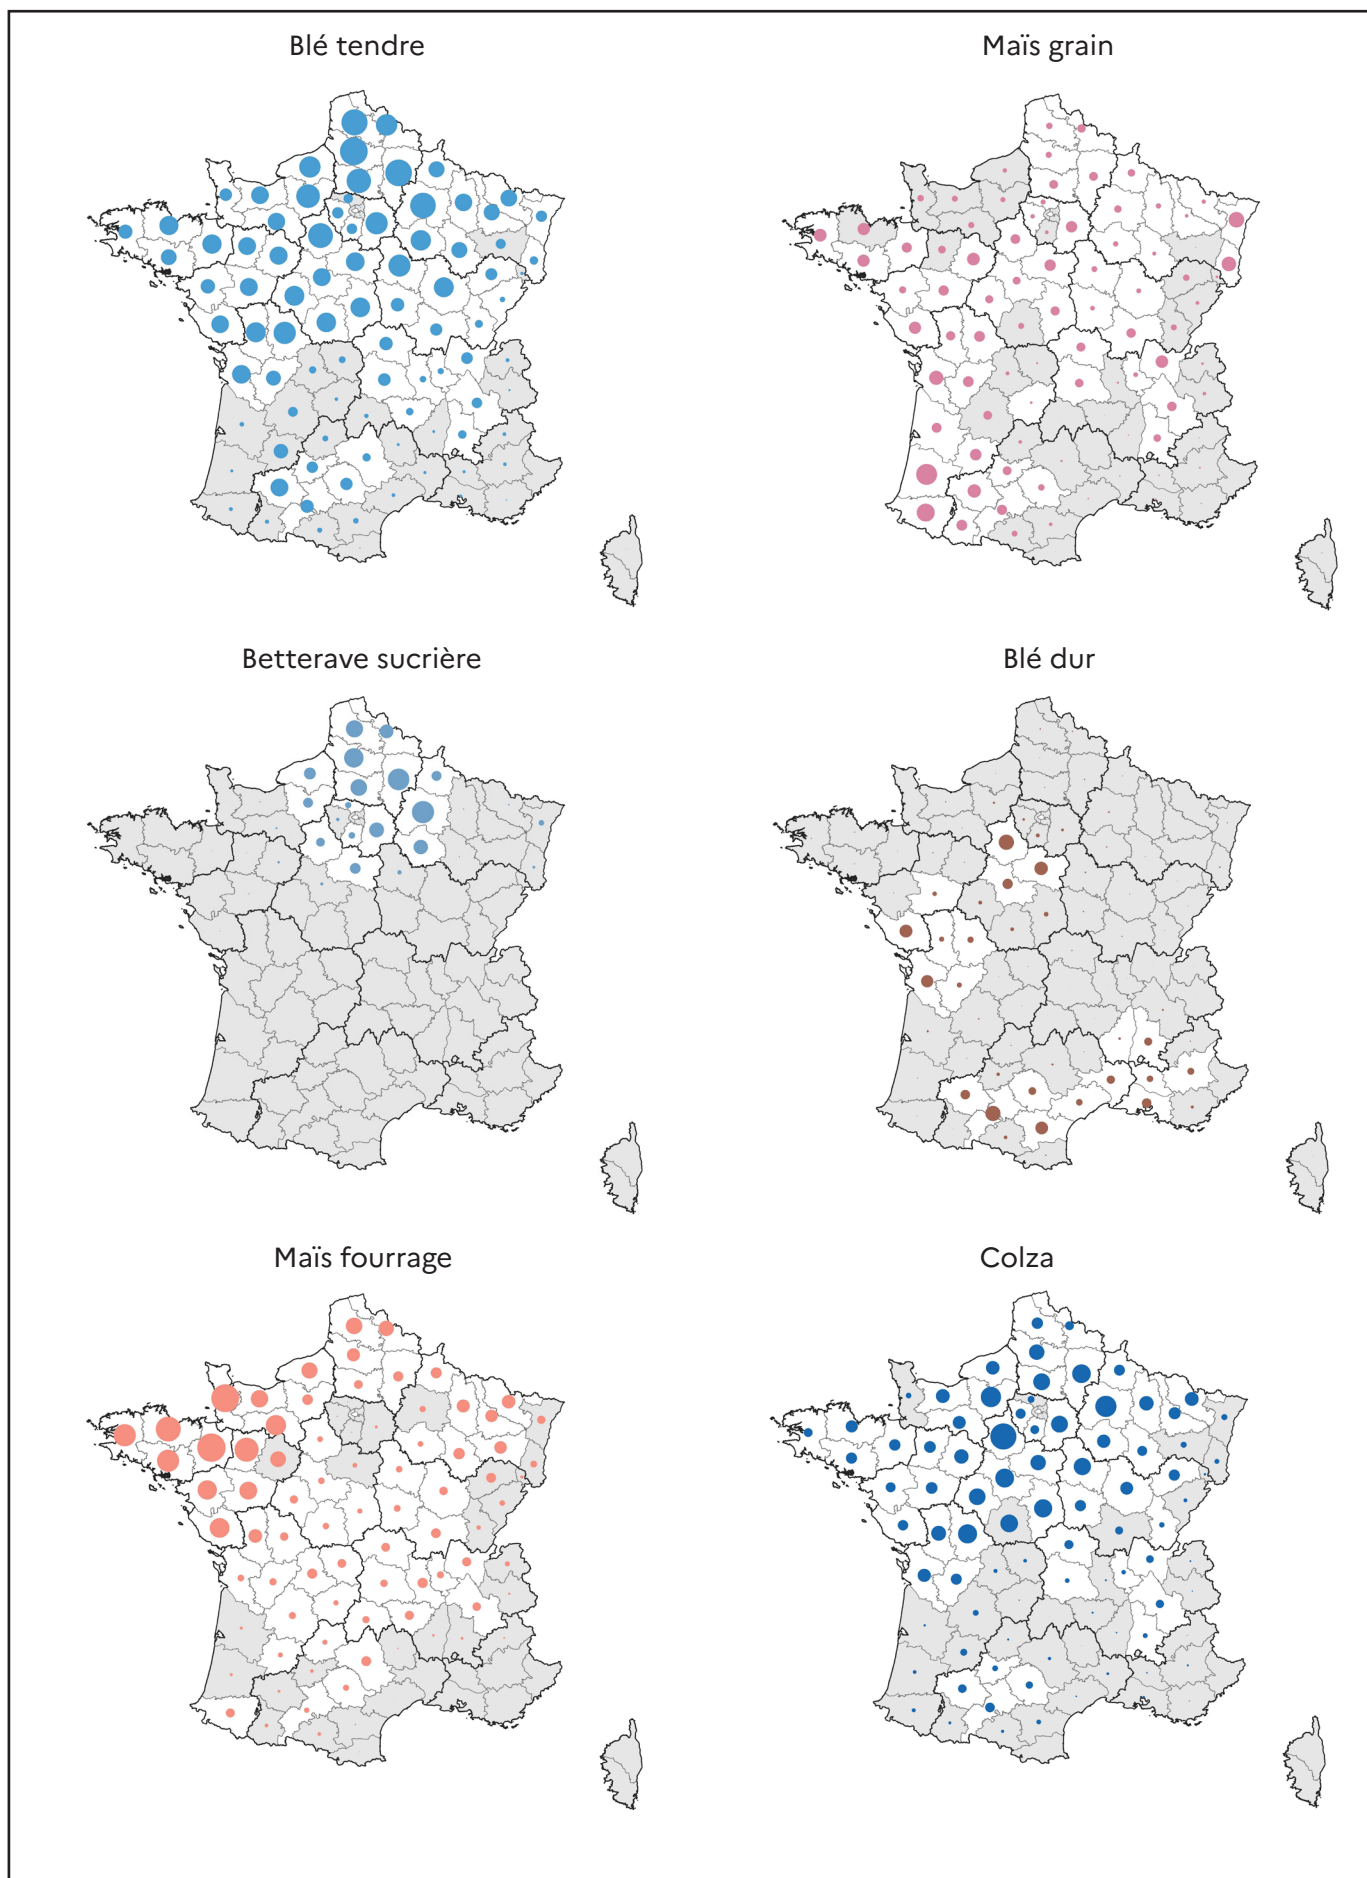 Blé tendre
Maïs grain
Betterave sucrière
Blé dur
Maïs fourrage
Colza